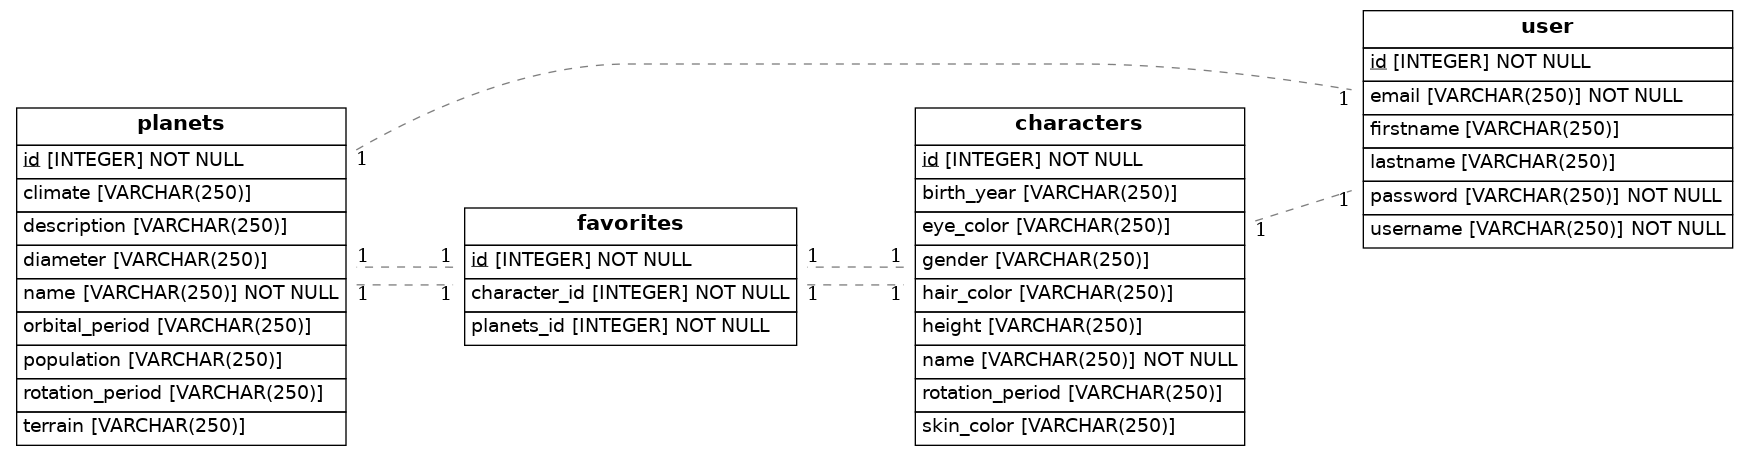 user
id [INTEGER] NOT NULL
email [VARCHAR(250)] NOT NULL
firstname [VARCHAR(250)]
lastname [VARCHAR(250)]
password [VARCHAR(250)] NOT NULL
username [VARCHAR(250)] NOT NULL
1
1
planets
id [INTEGER] NOT NULL
climate [VARCHAR(250)]
description [VARCHAR(250)]
diameter [VARCHAR(250)]
name [VARCHAR(250)] NOT NULL
orbital_period [VARCHAR(250)]
population [VARCHAR(250)]
rotation_period [VARCHAR(250)]
terrain [VARCHAR(250)]
1
1 1
1 1
favorites
id [INTEGER] NOT NULL
character_id [INTEGER] NOT NULL
planets_id [INTEGER] NOT NULL
1 1
1 1
characters
id [INTEGER] NOT NULL
birth_year [VARCHAR(250)]
eye_color [VARCHAR(250)]
gender [VARCHAR(250)]
hair_color [VARCHAR(250)]
height [VARCHAR(250)]
name [VARCHAR(250)] NOT NULL
rotation_period [VARCHAR(250)]
skin_color [VARCHAR(250)]
1